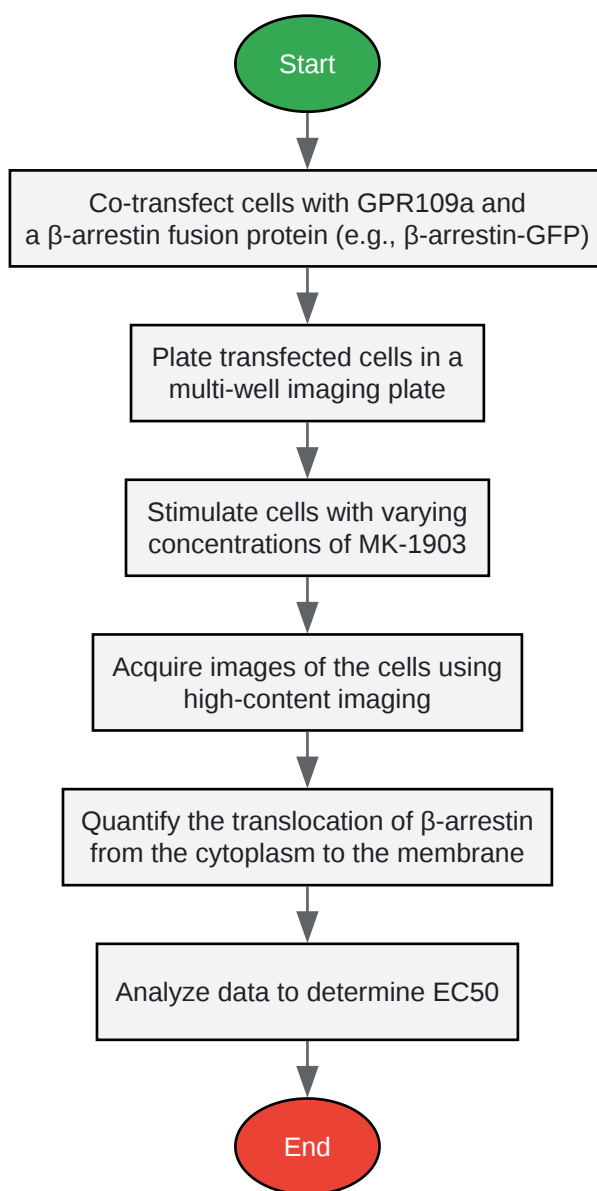 Start
Co-transfect cells with GPR109a and
a β-arrestin fusion protein (e.g., β-arrestin-GFP)
Plate transfected cells in a
multi-well imaging plate
Stimulate cells with varying
concentrations of MK-1903
Acquire images of the cells using
high-content imaging
Quantify the translocation of β-arrestin
from the cytoplasm to the membrane
Analyze data to determine EC50
End